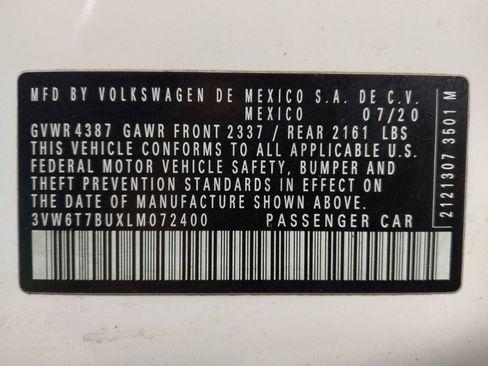 MFD BY VOLKSWAGEN DE MEXICO S.A. DE C.V.
MEXICO 07/20
GVWR 4387 GAWR FRONT 2337 / REAR 2161 LBS
THIS VEHICLE CONFORMS TO ALL APPLICABLE U.S.
FEDERAL MOTOR VEHICLE SAFETY, BUMPER AND
THEFT PREVENTION STANDARDS IN EFFECT ON
THE DATE OF MANUFACTURE SHOWN ABOVE.
3VW6T7BUXLM072400 PASSENGER CAR
2121307 3501 M